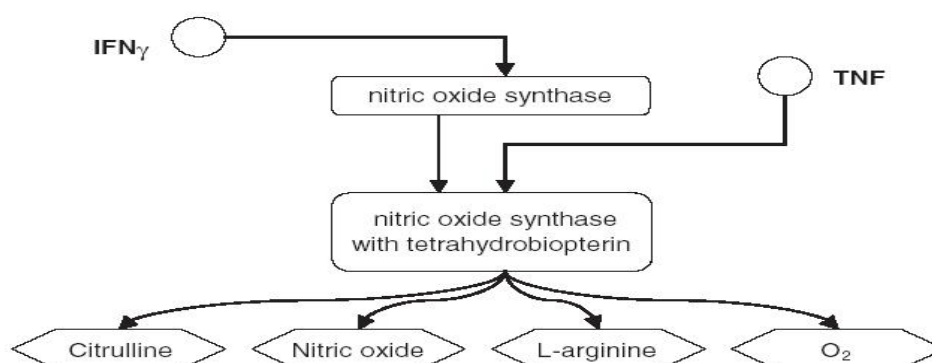 IFNγ
TNF
nitric oxide synthase
nitric oxide synthase
with tetrahydrobiopterin
Citrulline
Nitric oxide
L-arginine
O₂